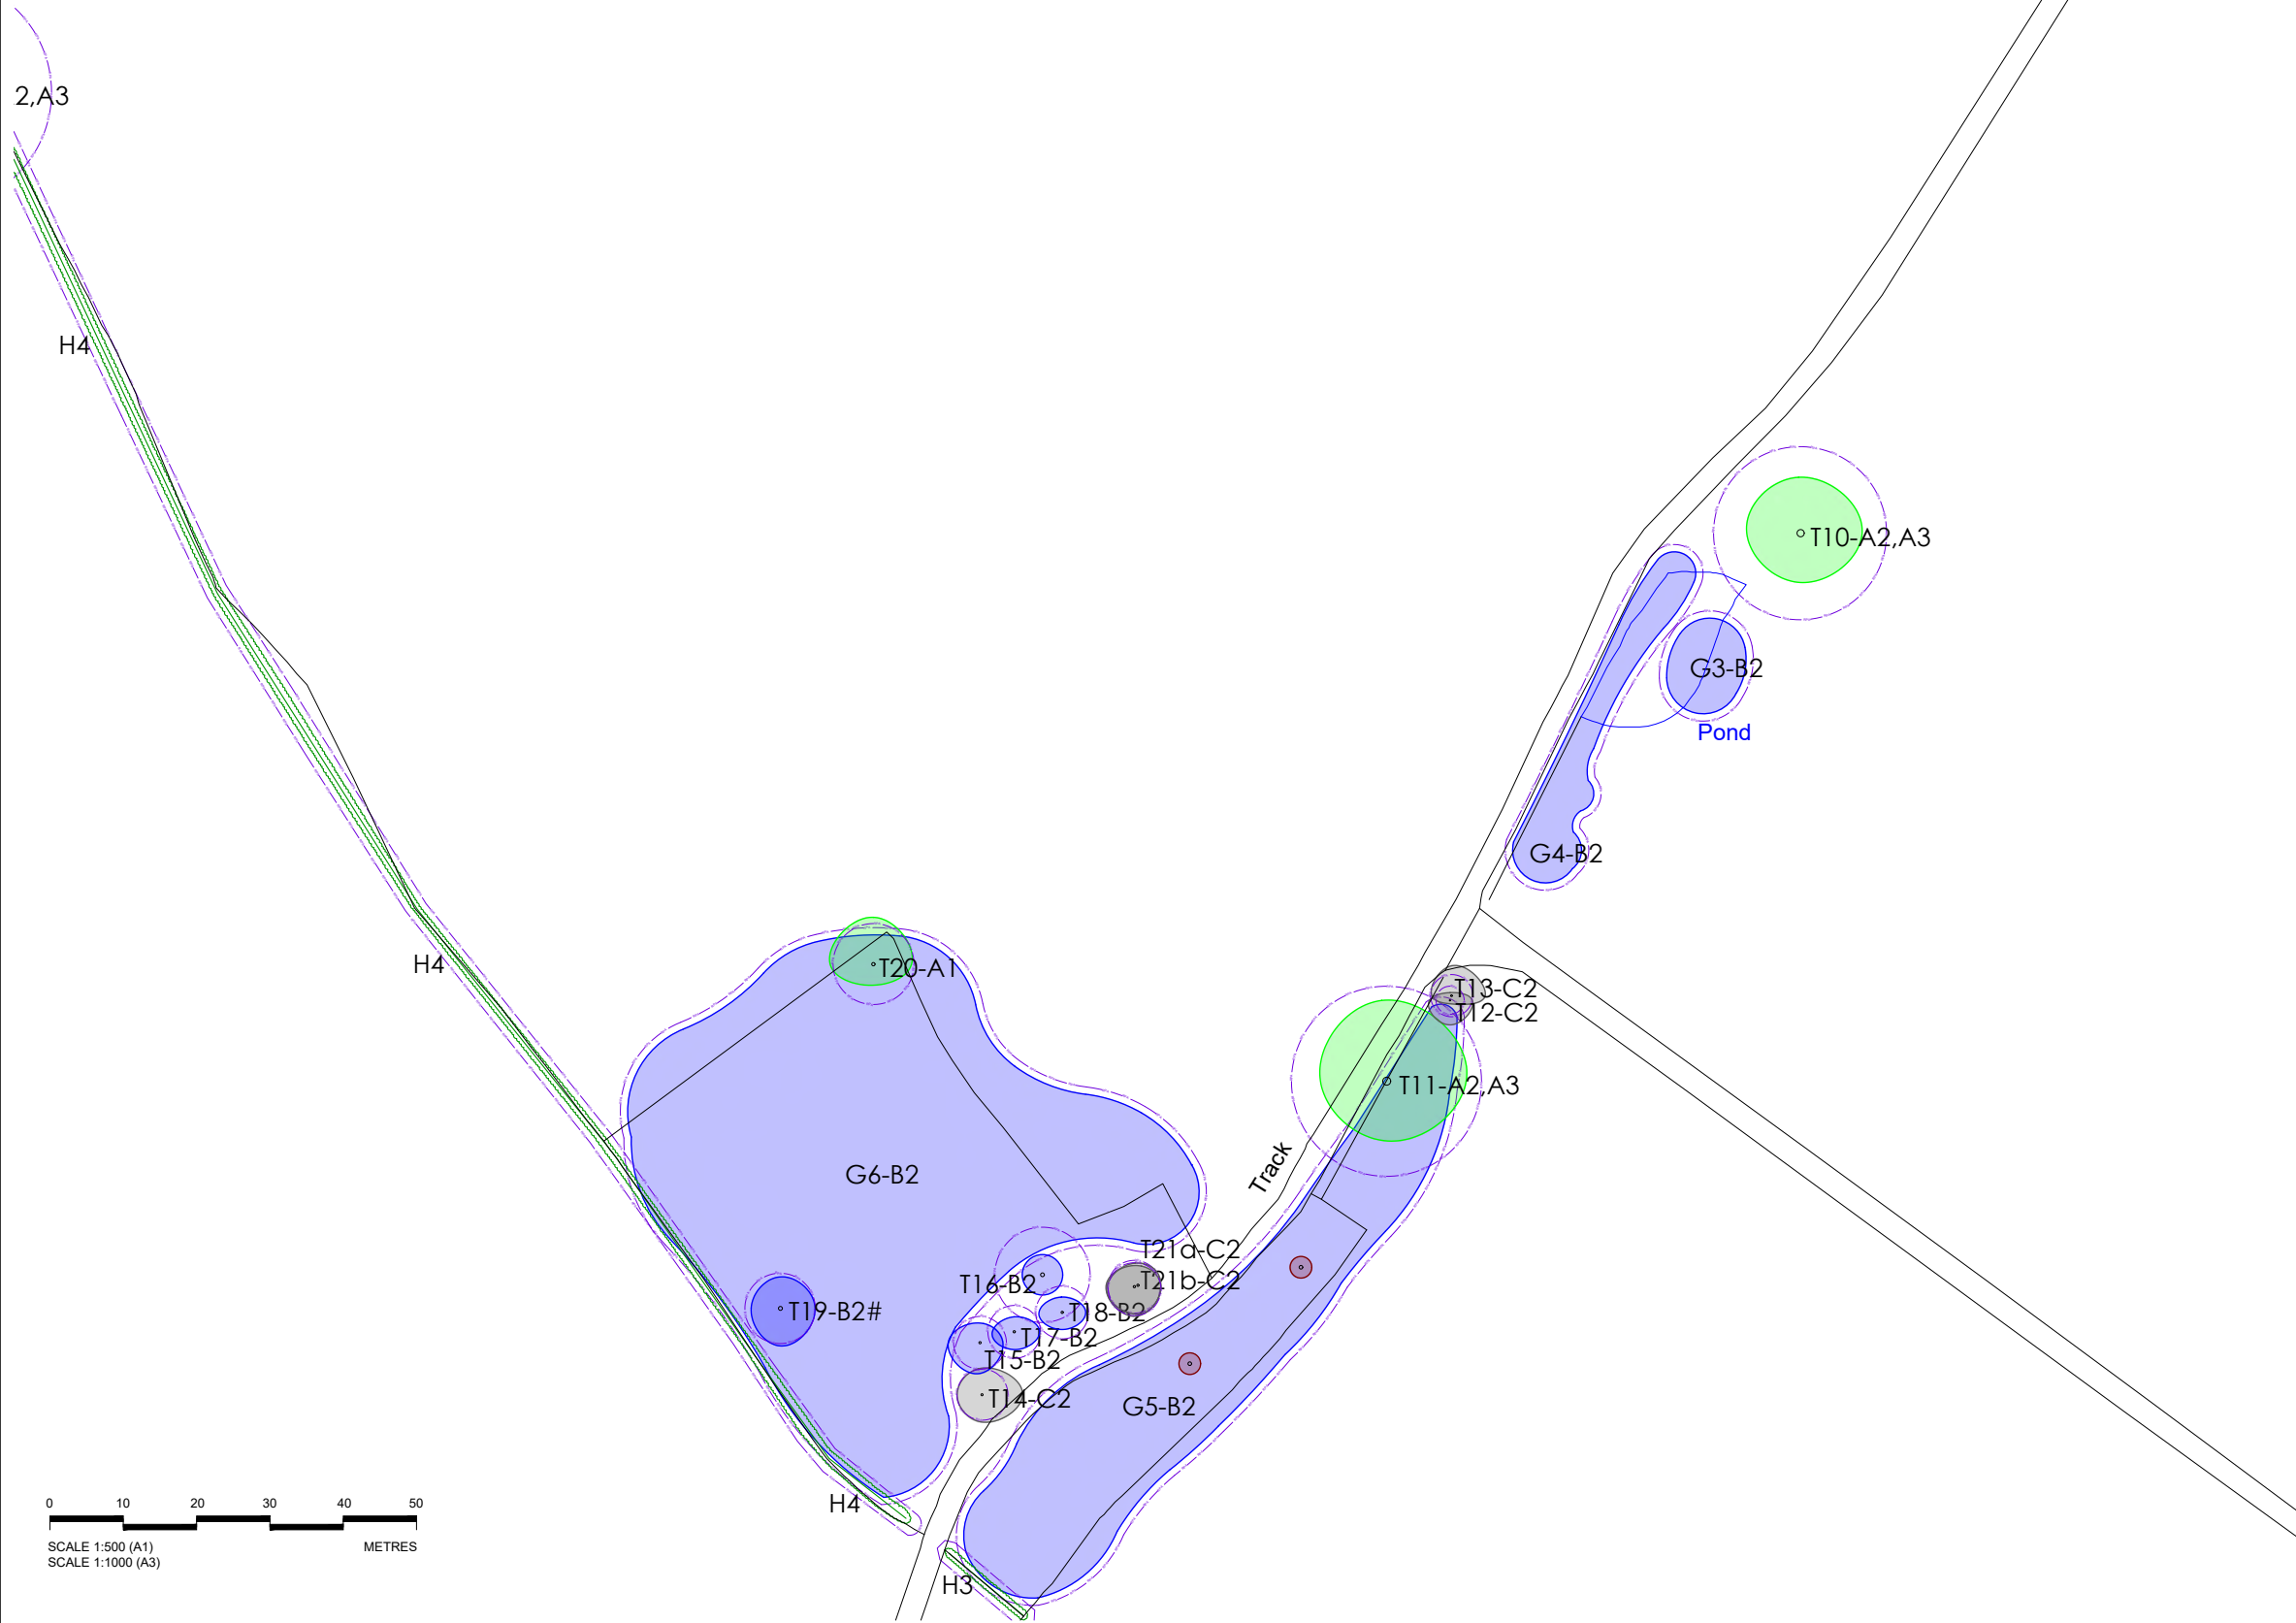 2,A3
H4
T10-A2,A3
G3-B2
Pond
G4-B2
H4
T20-A1
T13-C2
T12-C2
T11-A2,A3
Track
G6-B2
T21a-C2
T21b-C2
T16-B2
T19-B2#
T18-B2
T17-B2
T15-B2
T14-C2
G5-B2
H4
0 10 20 30 40 50
SCALE 1:500 (A1) METRES
SCALE 1:1000 (A3)
H3